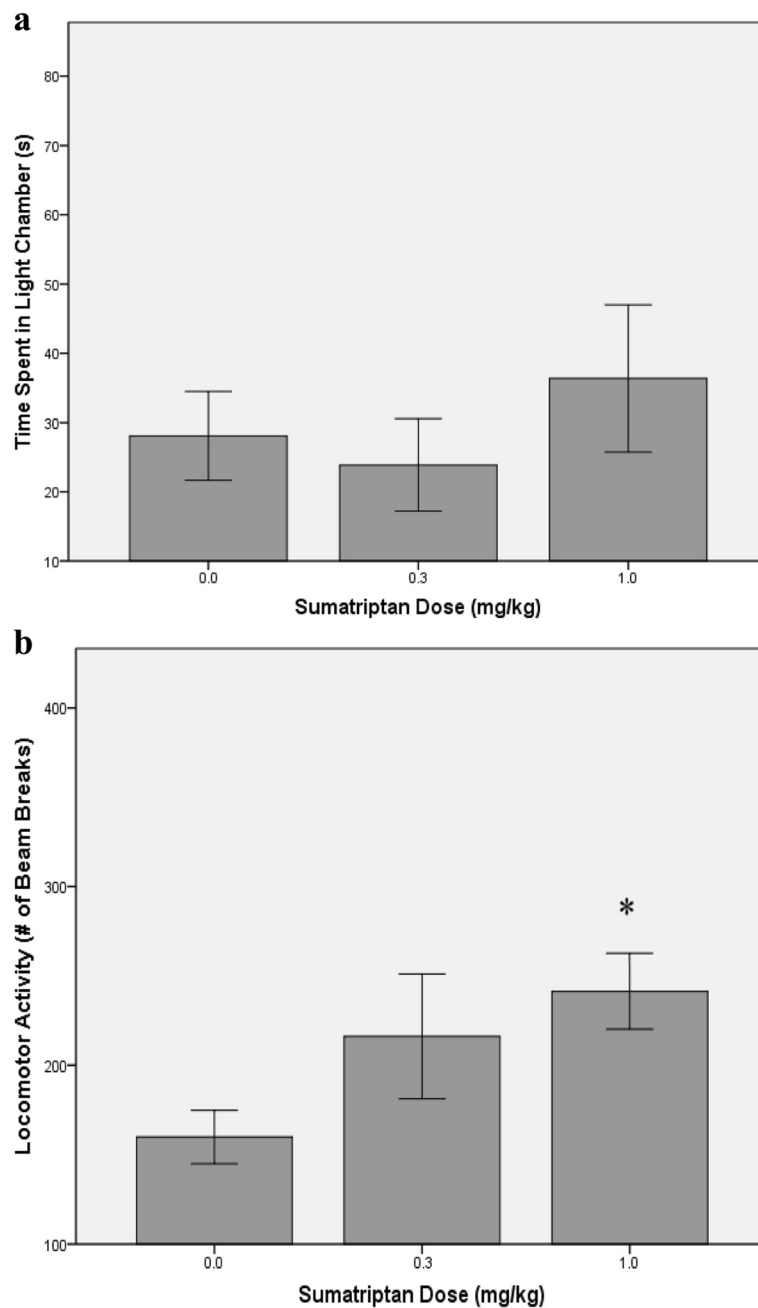 a
Time Spent in Light Chamber (s)
80
70
60
50
40
30
20
10
0.0 0.3 1.0
Sumatriptan Dose (mg/kg)
b
Locomotor Activity (# of Beam Breaks)
400
300
200
100
*
0.0 0.3 1.0
Sumatriptan Dose (mg/kg)